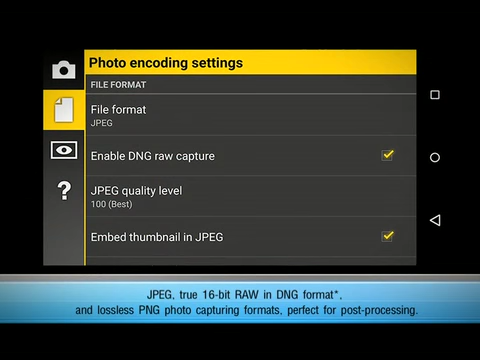 Photo encoding settings
FILE FORMAT
File format
JPEG
Enable DNG raw capture
JPEG quality level
100 (Best)
Embed thumbnail in JPEG
?
JPEG, true 16-bit RAW in DNG format*,
and lossless PNG photo capturing formats, perfect for post-processing.